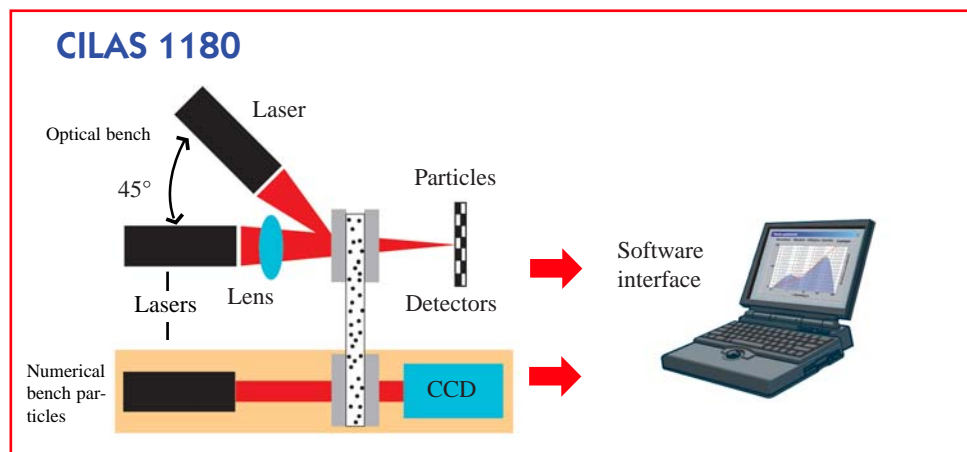 CILAS 1180
Laser
Optical bench
45°
Particles
Software
interface
Lens
Detectors
Lasers
Numerical
bench par-
ticles
CCD